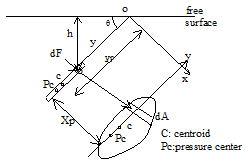 o
free
surface
h
θ
dF
y
yp
Pc
c
y
x
Xp
dA
c
Pc
C: centroid
Pc:pressure center